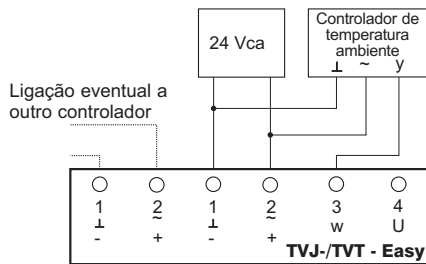 24 Vca
Controlador de
temperatura
ambiente
⊥ ~ y
Ligação eventual a
outro controlador
1 2 1 2 3 4
⊥ ~ ⊥ ~ w U
- + - +
TVJ-/TVT - Easy